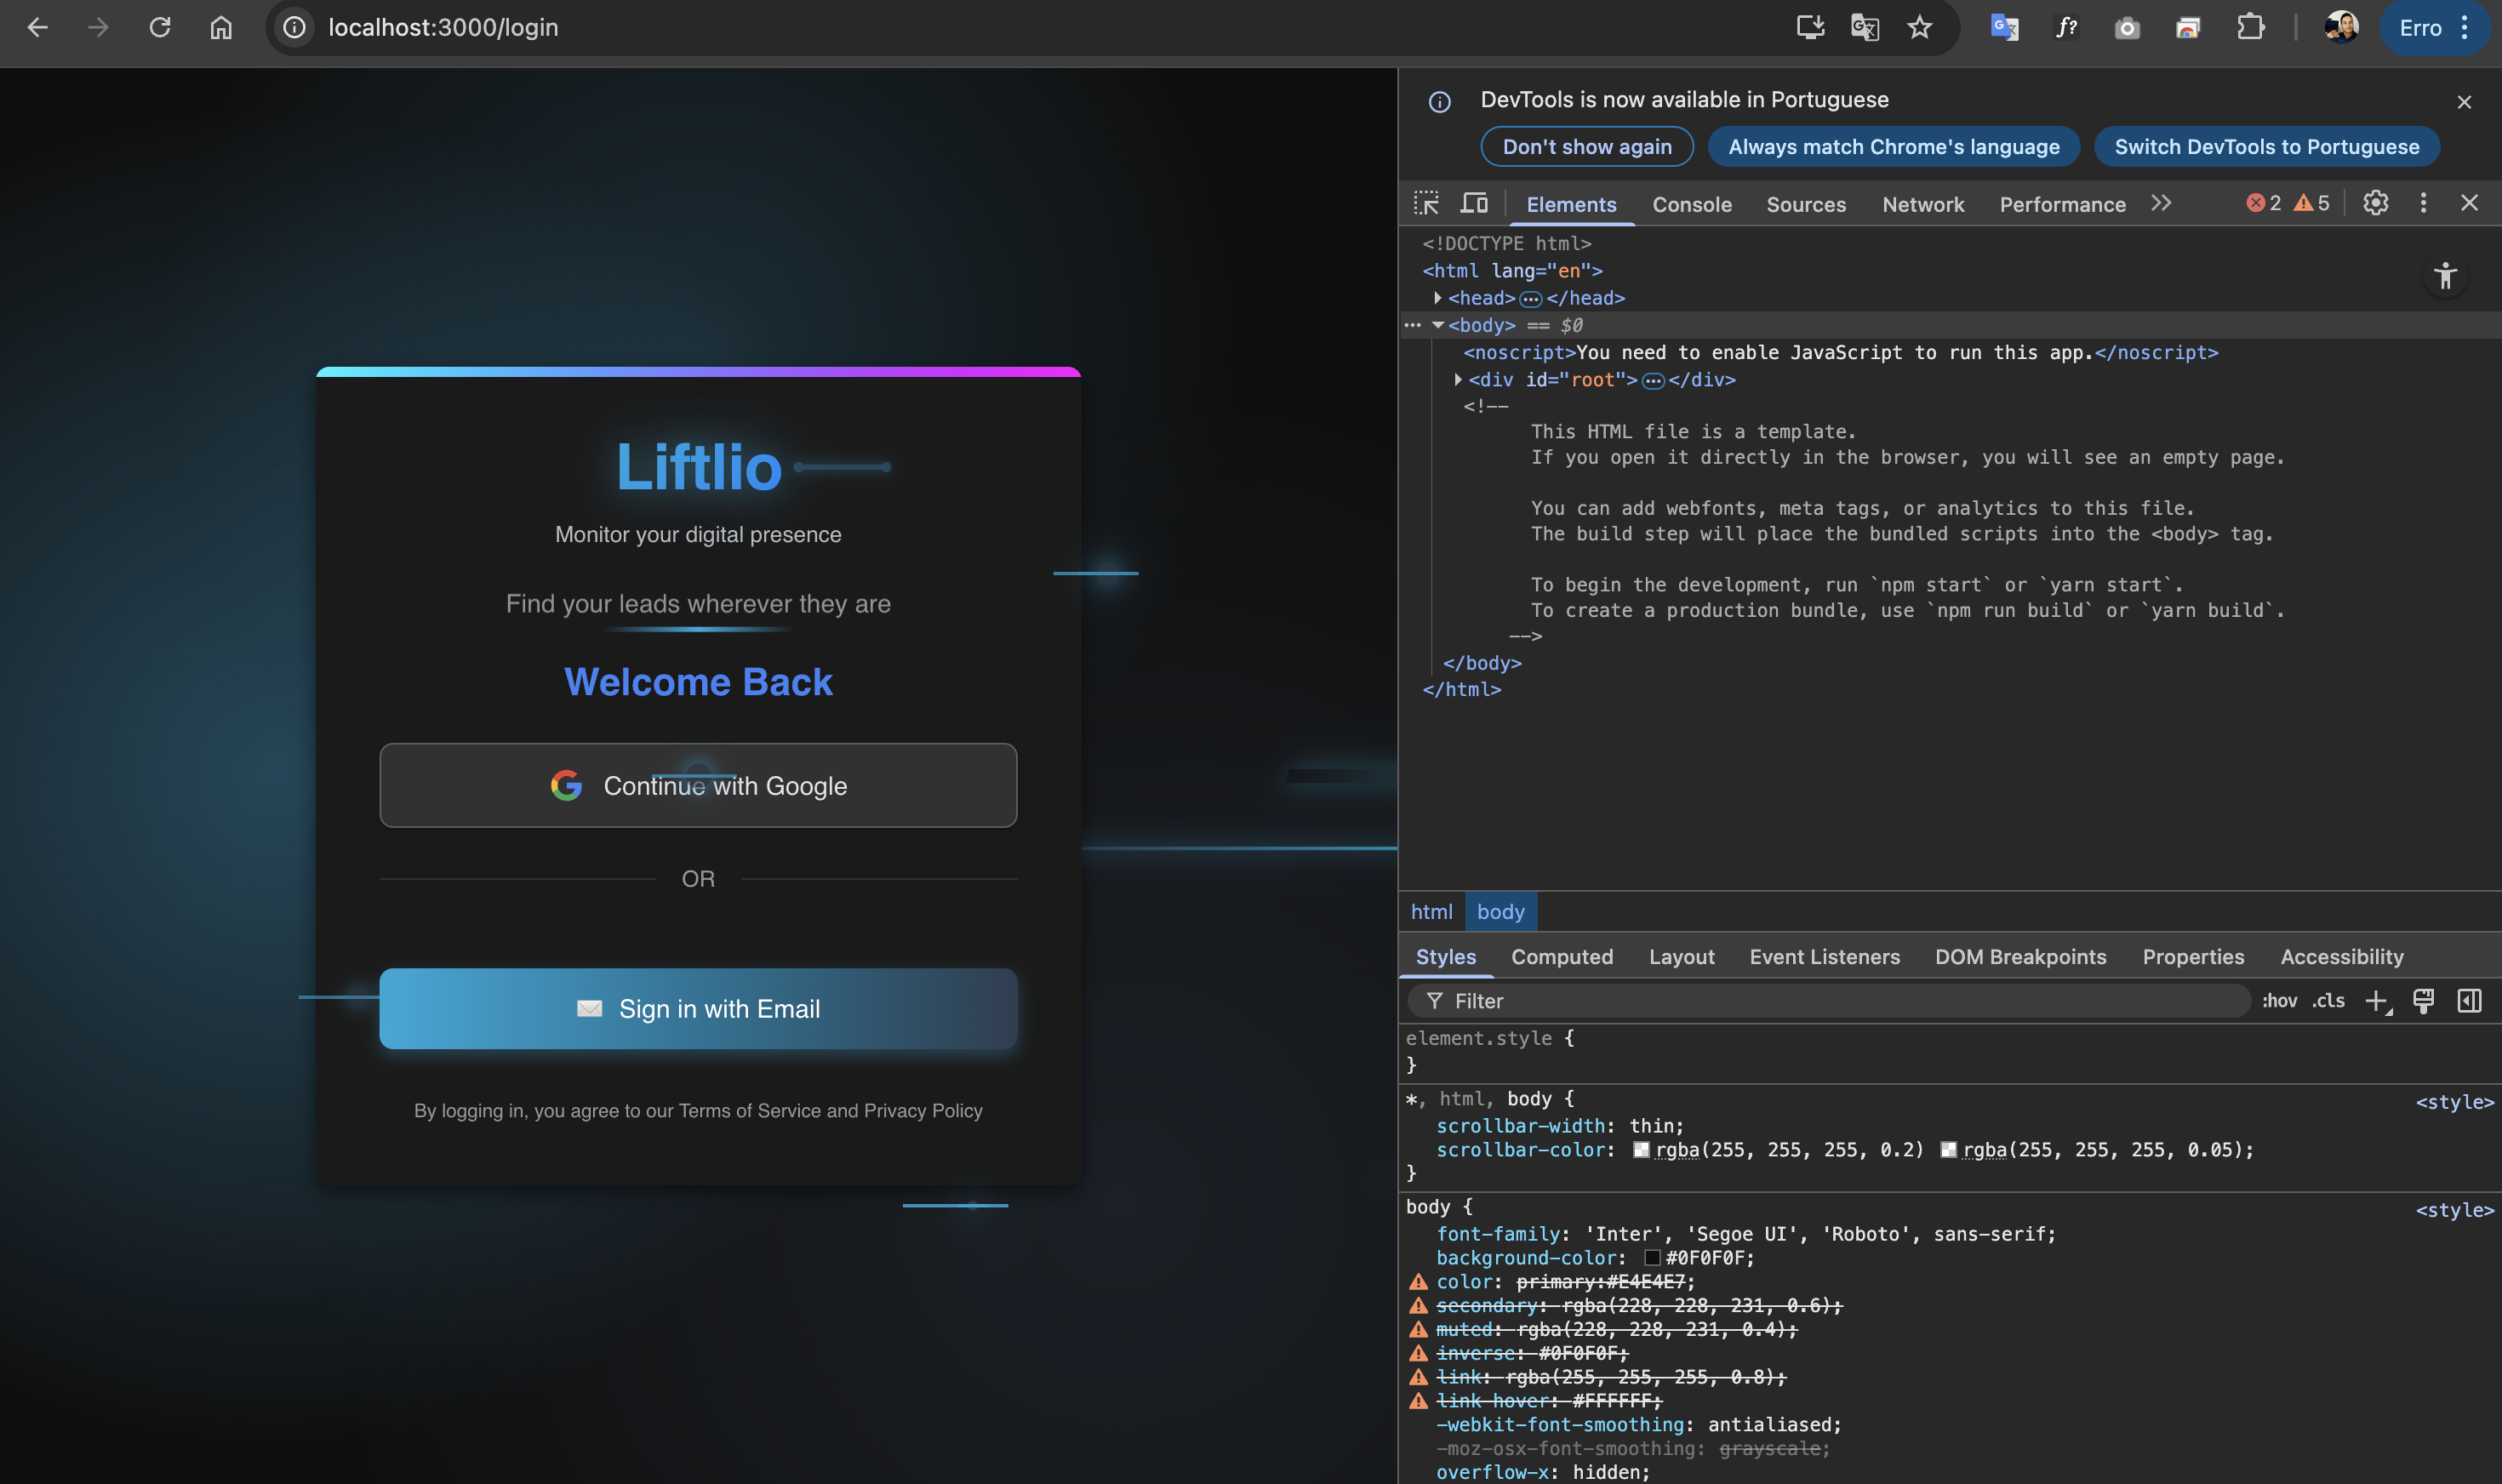 localhost:3000/login
Erro
Liftlio
Monitor your digital presence
Find your leads wherever they are
Welcome Back
Continue with Google
OR
Sign in with Email
By logging in, you agree to our Terms of Service and Privacy Policy
DevTools is now available in Portuguese
Don't show again
Always match Chrome's language
Switch DevTools to Portuguese
Elements Console Sources Network Performance 2 5
<!DOCTYPE html>
<html lang="en">
<head>…</head>
<body> == $0
<noscript>You need to enable JavaScript to run this app.</noscript>
<div id="root">…</div>
<!--
This HTML file is a template.
If you open it directly in the browser, you will see an empty page.
You can add webfonts, meta tags, or analytics to this file.
The build step will place the bundled scripts into the <body> tag.
To begin the development, run `npm start` or `yarn start`.
To create a production bundle, use `npm run build` or `yarn build`.
-->
</body>
</html>
html body
Styles Computed Layout Event Listeners DOM Breakpoints Properties Accessibility
Filter :hov .cls
element.style {
}
*, html, body { <style>
scrollbar-width: thin;
scrollbar-color: rgba(255, 255, 255, 0.2) rgba(255, 255, 255, 0.05);
}
body { <style>
font-family: 'Inter', 'Segoe UI', 'Roboto', sans-serif;
background-color: #0F0F0F;
color: primary:#E4E4E7;
secondary: rgba(228, 228, 231, 0.6);
muted: rgba(228, 228, 231, 0.4);
inverse: #0F0F0F;
link: rgba(255, 255, 255, 0.8);
link-hover: #FFFFFF;
-webkit-font-smoothing: antialiased;
-moz-osx-font-smoothing: grayscale;
overflow-x: hidden;